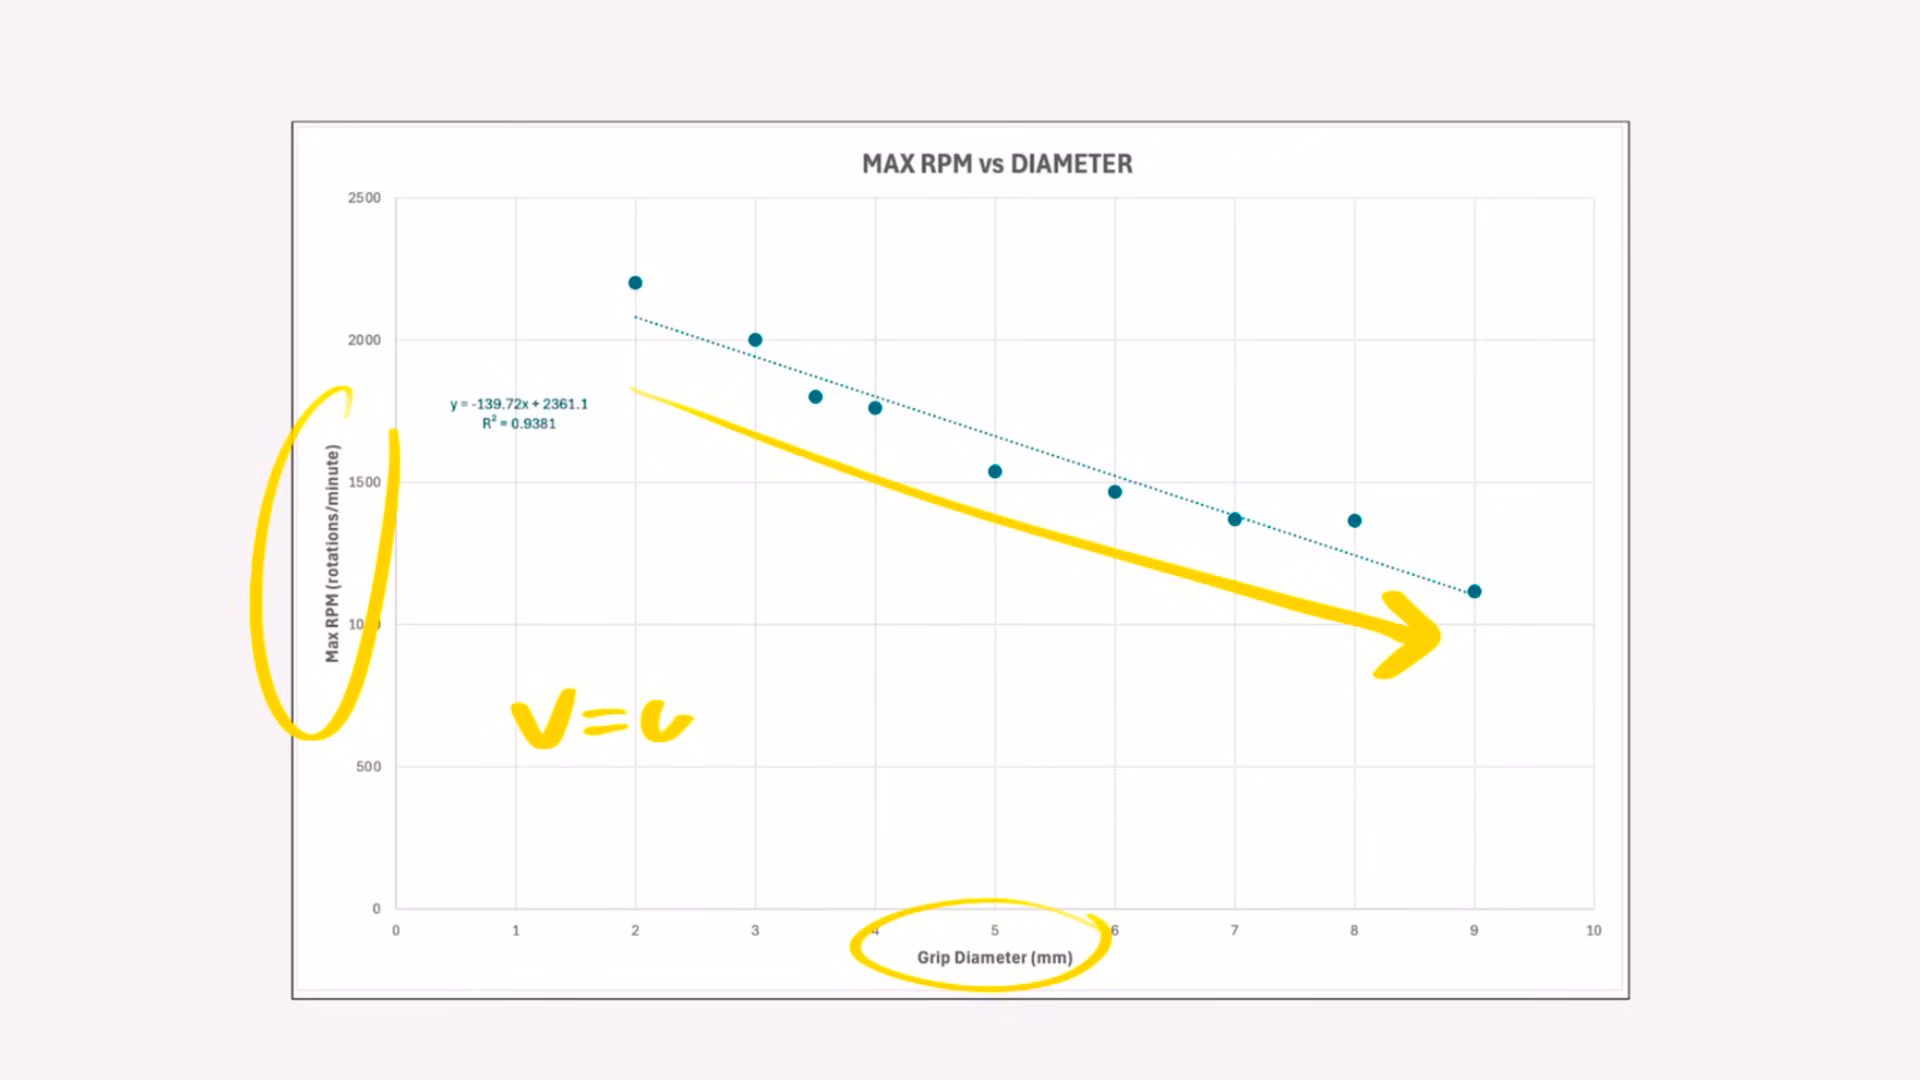 MAX RPM vs DIAMETER
2500
2000
1500
500
0
y = -139.72x + 2361.1
R² = 0.9381
Max RPM (rotations/minute)
V=
0 1 2 3 4 5 6 7 8 9 10
Grip Diameter (mm)